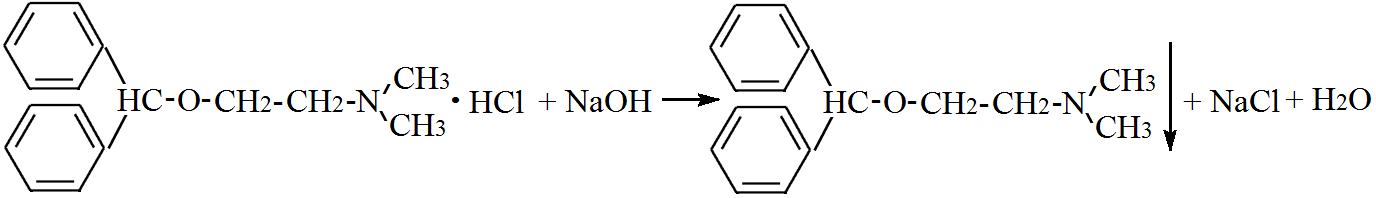 CH3 CH3
HC-O-CH2-CH2-N · HCl + NaOH HC-O-CH2-CH2-N + NaCl + H2O
CH3 CH3